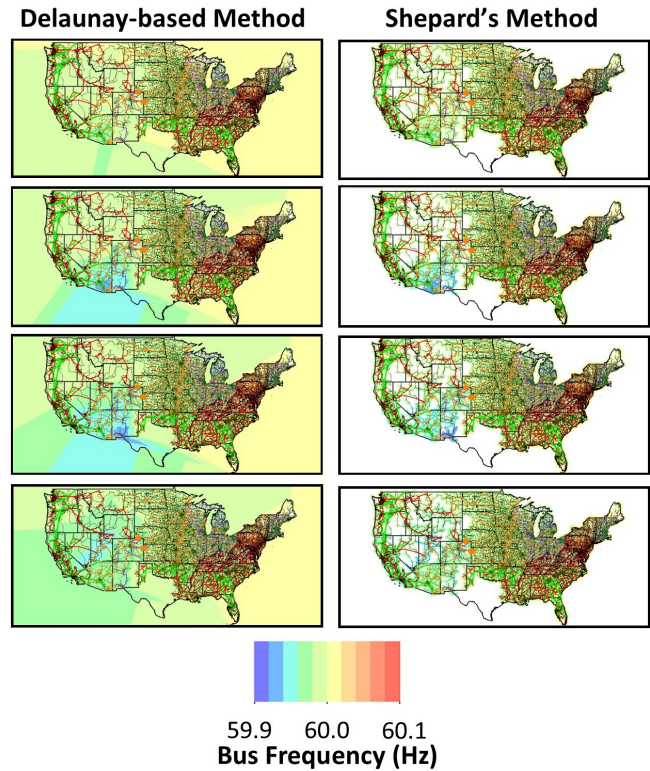 Delaunay-based Method
Shepard's Method
59.9 60.0 60.1
Bus Frequency (Hz)